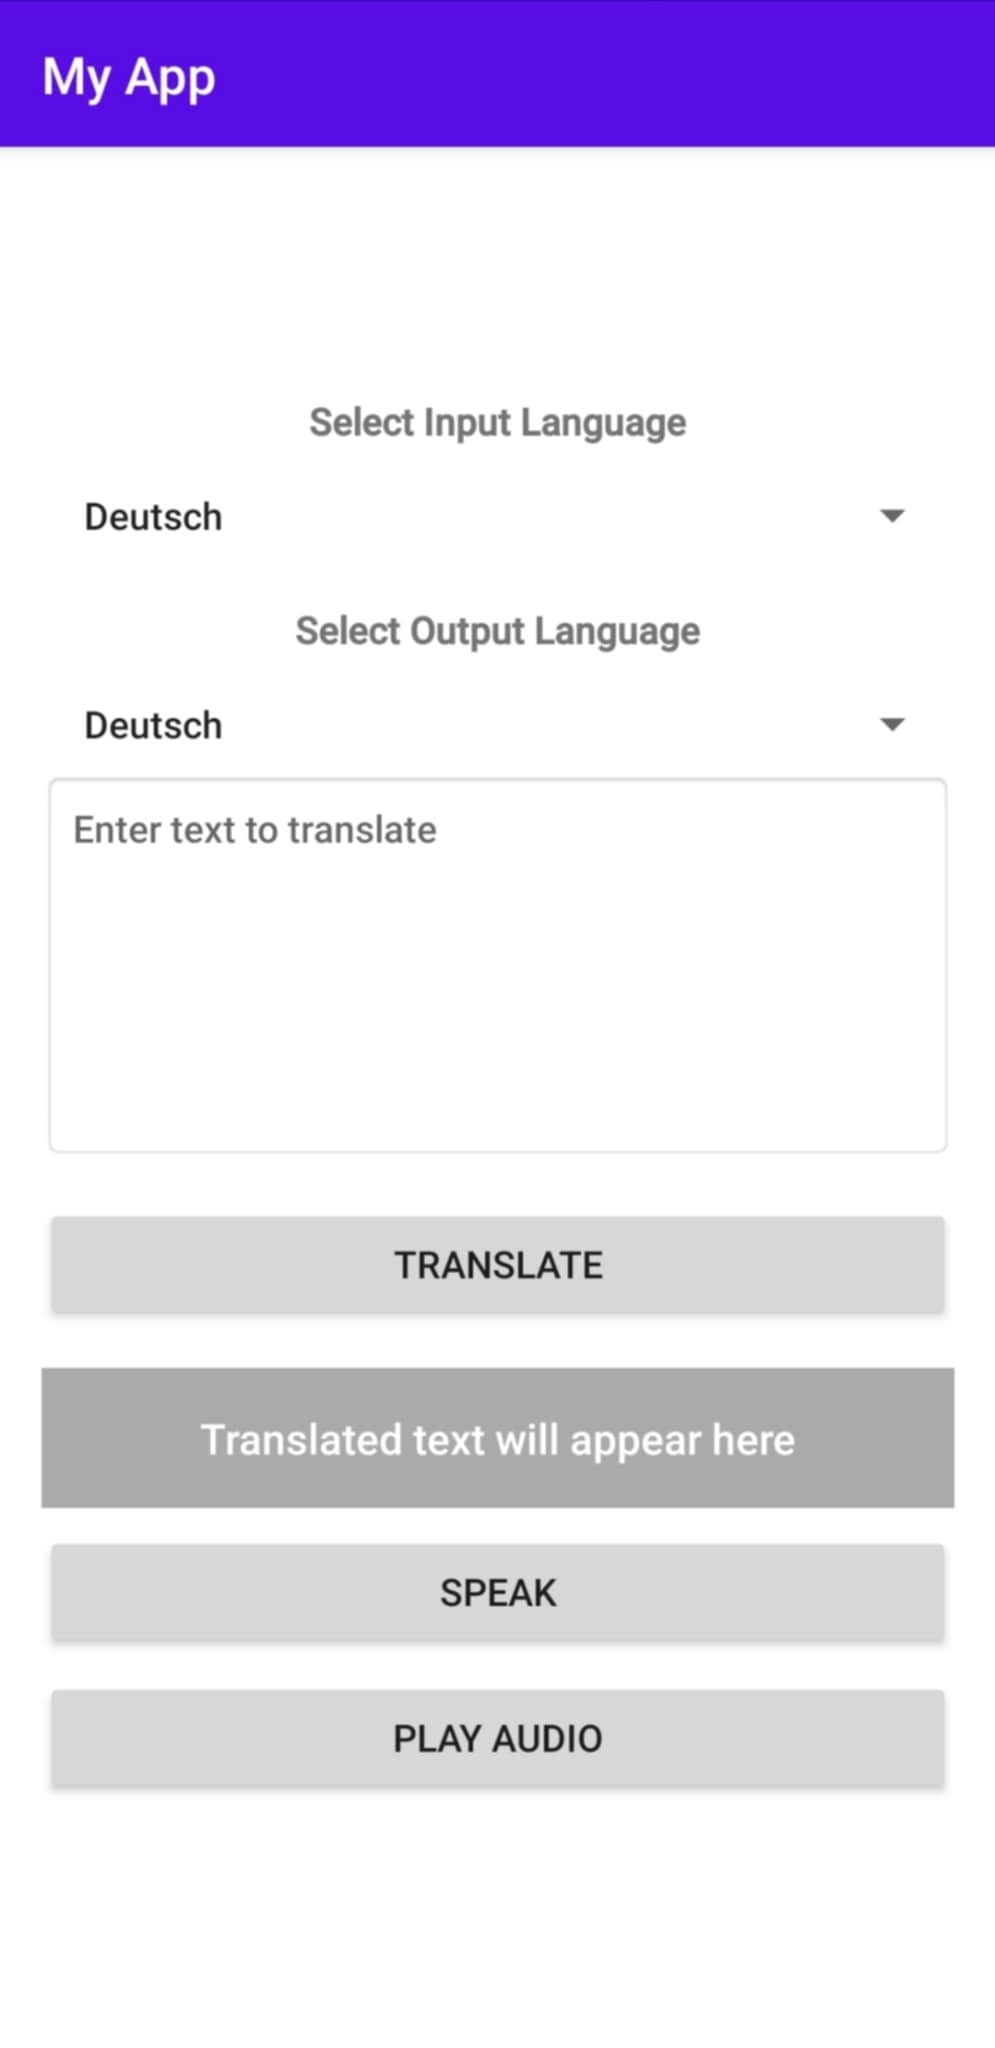 My App
Select Input Language
Deutsch
Select Output Language
Deutsch
Enter text to translate
TRANSLATE
Translated text will appear here
SPEAK
PLAY AUDIO